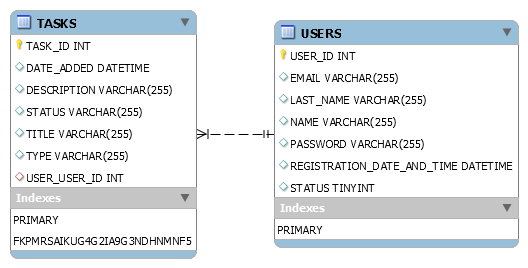 TASKS
TASK_ID INT
DATE_ADDED DATETIME
DESCRIPTION VARCHAR(255)
STATUS VARCHAR(255)
TITLE VARCHAR(255)
TYPE VARCHAR(255)
USER_USER_ID INT
Indexes
PRIMARY
FKPMRSAIKUG4G2IA9G3NDHNMNF5
USERS
USER_ID INT
EMAIL VARCHAR(255)
LAST_NAME VARCHAR(255)
NAME VARCHAR(255)
PASSWORD VARCHAR(255)
REGISTRATION_DATE_AND_TIME DATETIME
STATUS TINYINT
Indexes
PRIMARY